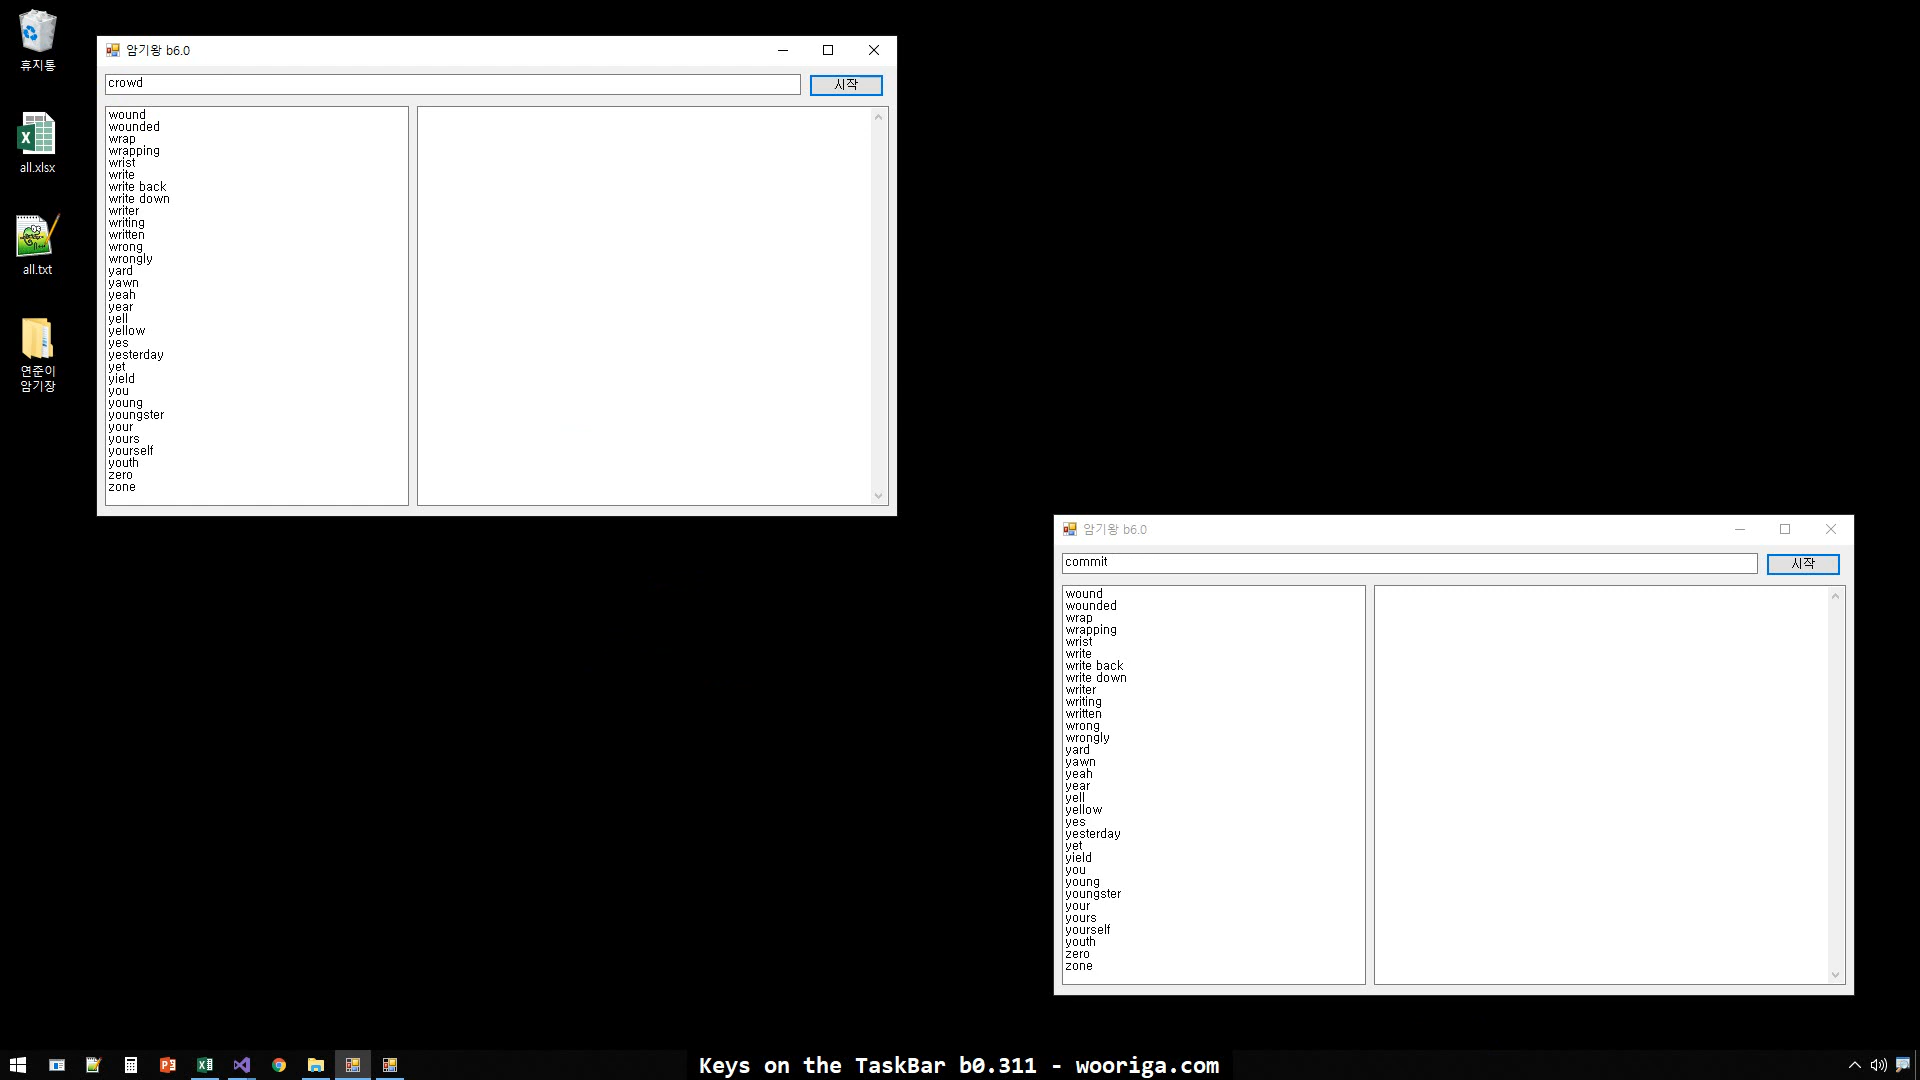 휴지통
all.xlsx
all.txt
연준이
암기장
암기왕 b6.0
crowd
시작
wound
wounded
wrap
wrapping
wrist
write
write back
write down
writer
writing
written
wrong
wrongly
yard
yawn
yeah
year
yell
yellow
yes
yesterday
yet
yield
you
young
youngster
your
yours
yourself
youth
zero
zone
암기왕 b6.0
commit
시작
wound
wounded
wrap
wrapping
wrist
write
write back
write down
writer
writing
written
wrong
wrongly
yard
yawn
yeah
year
yell
yellow
yes
yesterday
yet
yield
you
young
youngster
your
yours
yourself
youth
zero
zone
Keys on the TaskBar b0.311 - wooriga.com